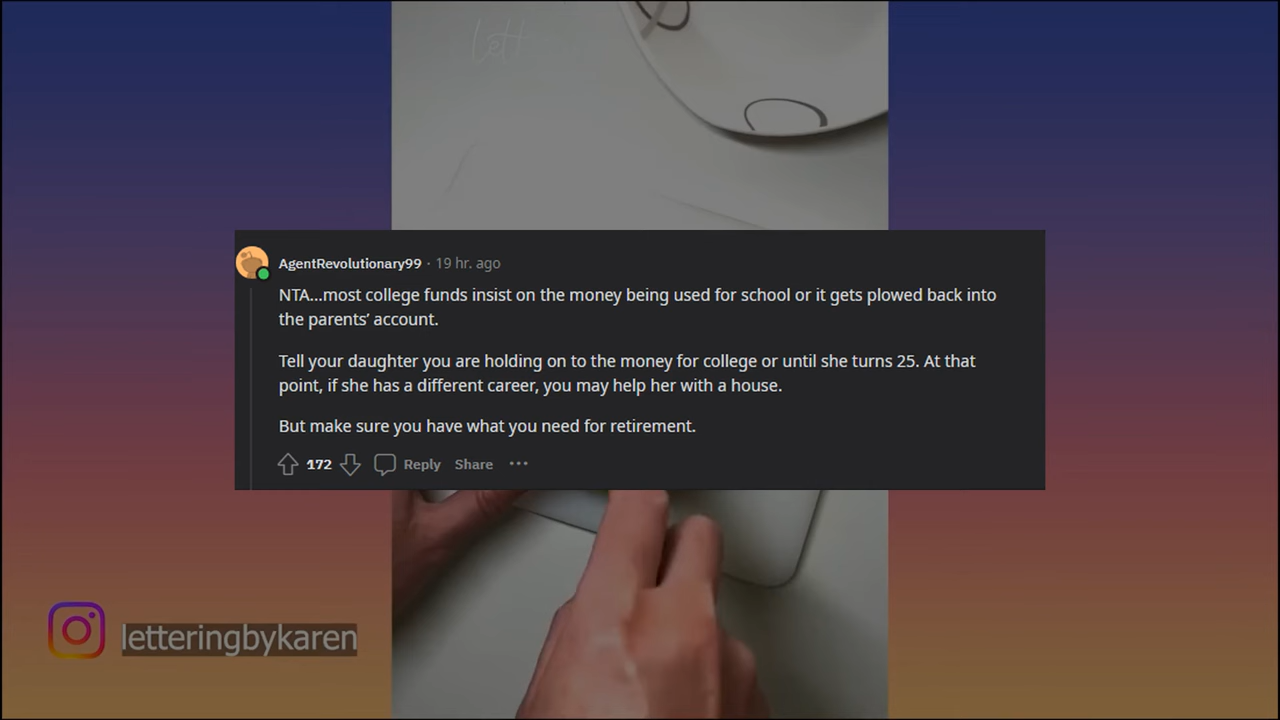 lett
AgentRevolutionary99 · 19 hr. ago
NTA...most college funds insist on the money being used for school or it gets plowed back into
the parents’ account.
Tell your daughter you are holding on to the money for college or until she turns 25. At that
point, if she has a different career, you may help her with a house.
But make sure you have what you need for retirement.
172 Reply Share ···
letteringbykaren